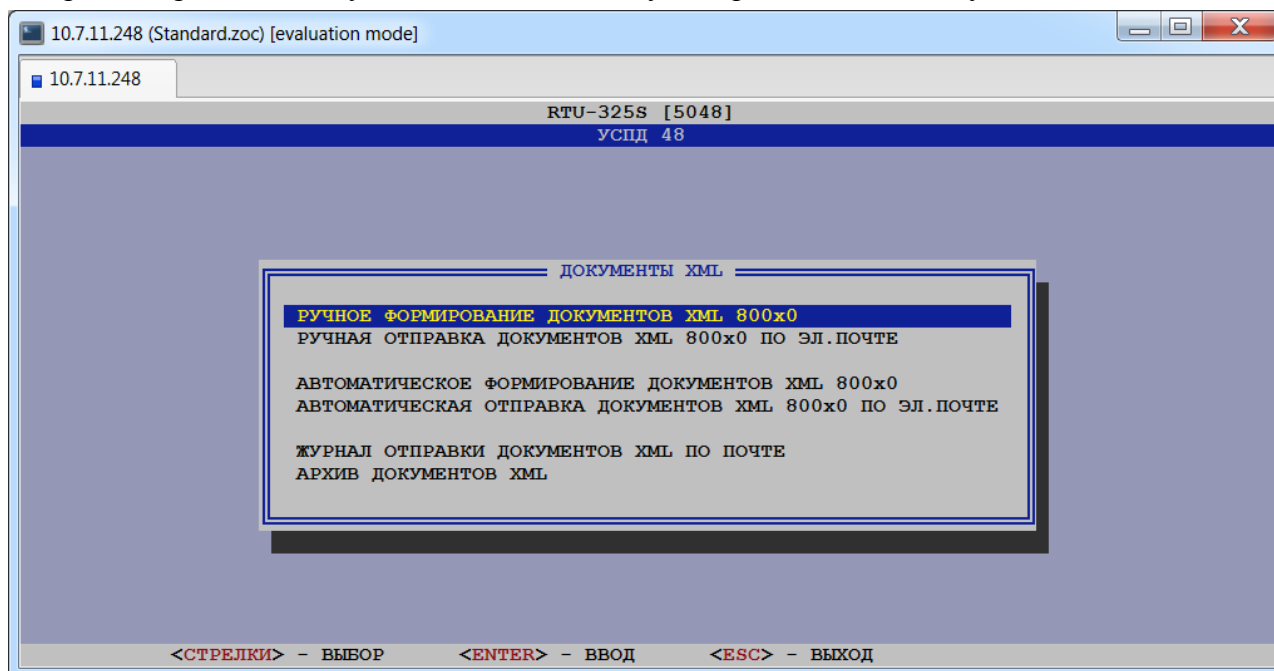 10.7.11.248 (Standard.zoc) [evaluation mode]
10.7.11.248
RTU-325S [5048]
УСПД 48
ДОКУМЕНТЫ XML
РУЧНОЕ ФОРМИРОВАНИЕ ДОКУМЕНТОВ XML 800x0
РУЧНАЯ ОТПРАВКА ДОКУМЕНТОВ XML 800x0 ПО ЭЛ.ПОЧТЕ
АВТОМАТИЧЕСКОЕ ФОРМИРОВАНИЕ ДОКУМЕНТОВ XML 800x0
АВТОМАТИЧЕСКАЯ ОТПРАВКА ДОКУМЕНТОВ XML 800x0 ПО ЭЛ.ПОЧТЕ
ЖУРНАЛ ОТПРАВКИ ДОКУМЕНТОВ XML ПО ПОЧТЕ
АРХИВ ДОКУМЕНТОВ XML
<СТРЕЛКИ> - ВЫБОР <ENTER> - ВВОД <ESC> - ВЫХОД